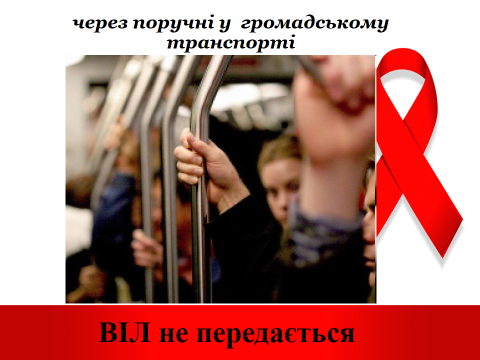 через поручні у громадському
транспорті
ВІЛ не передається